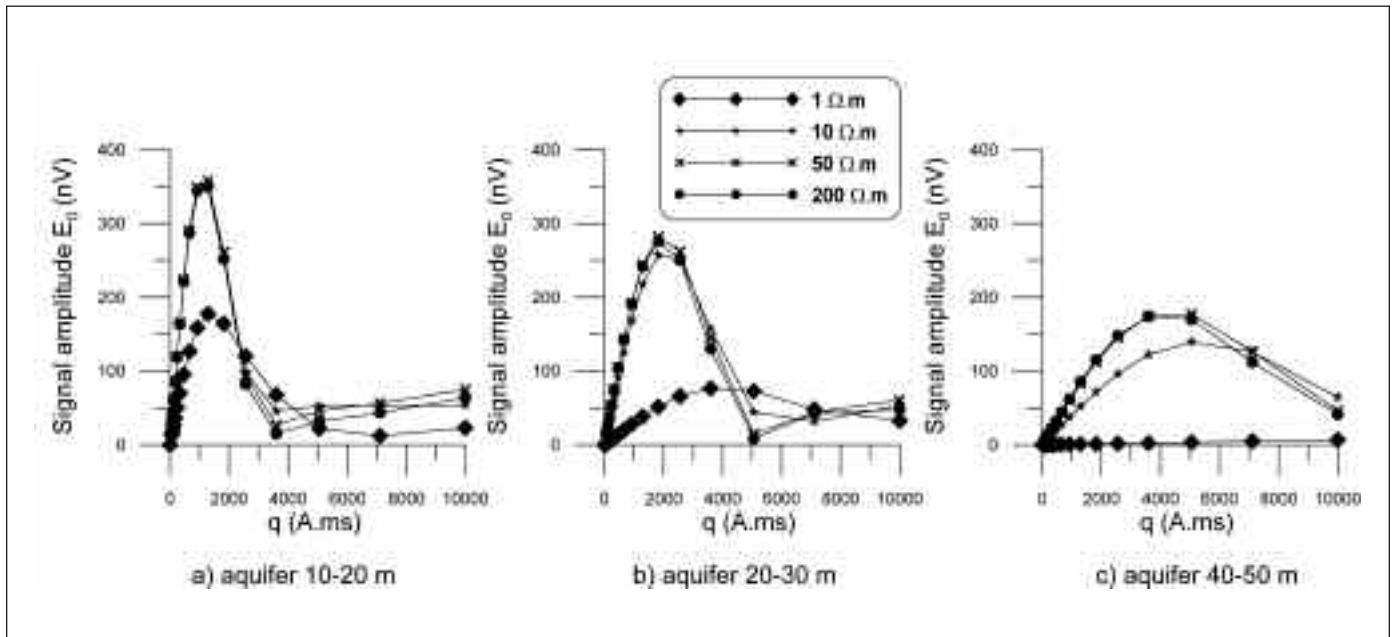 1 Ω.m
10 Ω.m
50 Ω.m
200 Ω.m
Signal amplitude E0 (nV)
400
300
200
100
0
0 2000 4000 6000 8000 10000
q (A.ms)
a) aquifer 10-20 m
Signal amplitude E0 (nV)
400
300
200
100
0
0 2000 4000 6000 8000 10000
q (A.ms)
b) aquifer 20-30 m
Signal amplitude E0 (nV)
400
300
200
100
0
0 2000 4000 6000 8000 10000
q (A.ms)
c) aquifer 40-50 m